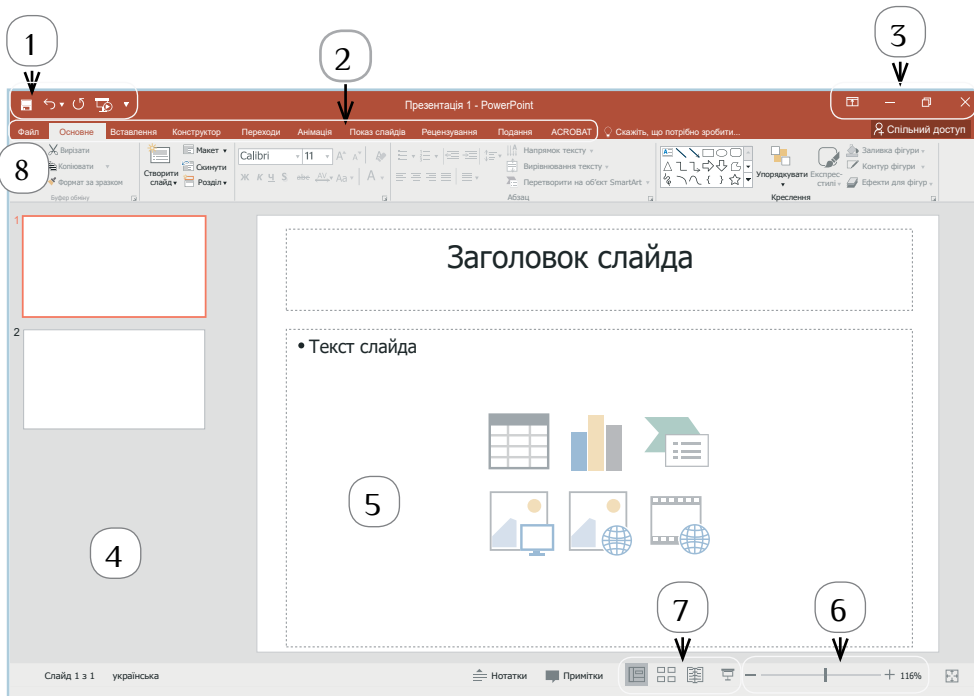 1
2
3
Презентація 1 - PowerPoint
Файл Основне Вставлення Конструктор Переходи Анімація Показ слайдів Рецензування Подання ACROBAT Скажіть, що потрібно зробити... Спільний доступ
8
Вирізати
Копіювати
Формат за зразком
Буфер обміну
Створити слайд
Макет
Скинути
Розділ
Calibri 11
Ж К Ч S abc AV Aa A
Напрямок тексту
Вирівнювання тексту
Перетворити на об'єкт SmartArt
Абзац
Упорядкувати
Експрес-стилі
Заливка фігури
Контур фігури
Ефекти для фігур
Креслення
1
2
Заголовок слайда
• Текст слайда
4
5
7
6
Слайд 1 з 1 українська Нотатки Примітки 116%